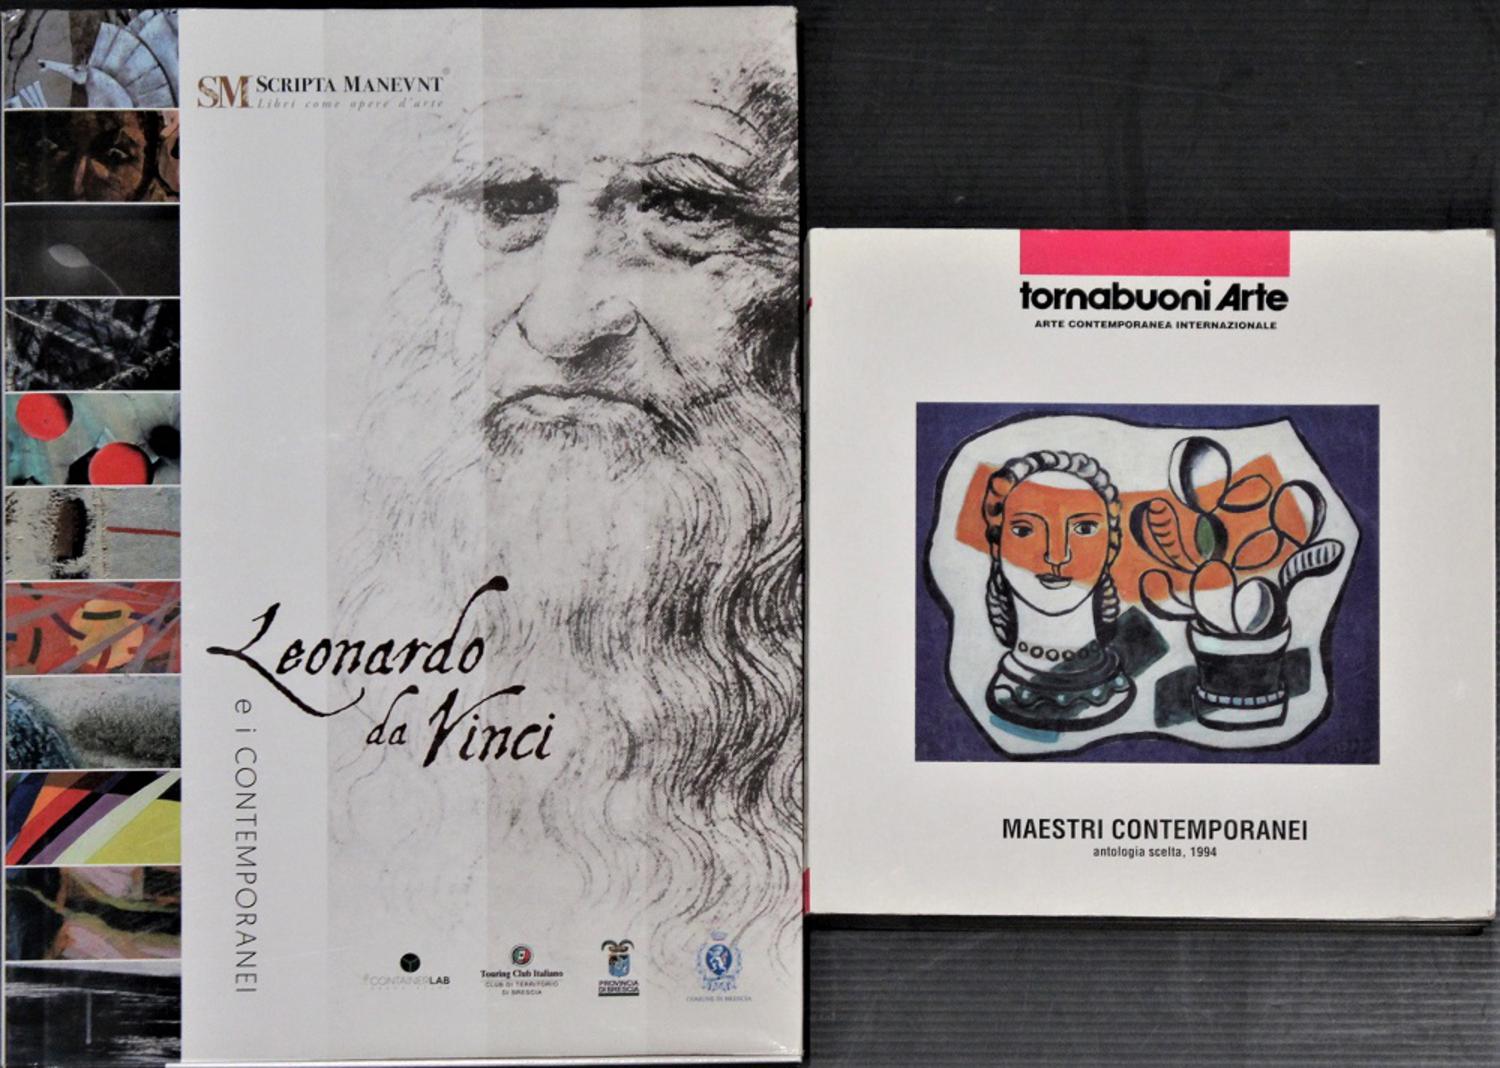 SM SCRIPTA MANEVNT
Libri come opere d'arte
Leonardo
da Vinci
e i CONTEMPORANEI
CONTAINERLAB
Touring Club Italiano
CLUB DI TERRITORIO
DI BRESCIA
PROVINCIA
DI BRESCIA
COMUNE DI BRESCIA
tornabuoni Arte
ARTE CONTEMPORANEA INTERNAZIONALE
MAESTRI CONTEMPORANEI
antologia scelta, 1994